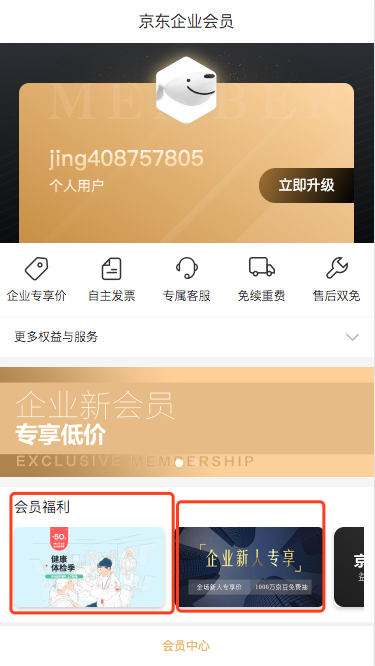 京东企业会员
MEMBE
jing408757805
个人用户
立即升级
企业专享价
自主发票
专属客服
免续重费
售后双免
更多权益与服务
企业新会员
专享低价
EXCLUSIVE MEMBERSHIP
会员福利
-60
健康
体检季
「企业新人专享」
全场新人专享价
1000万京豆免费抽
京
会员中心